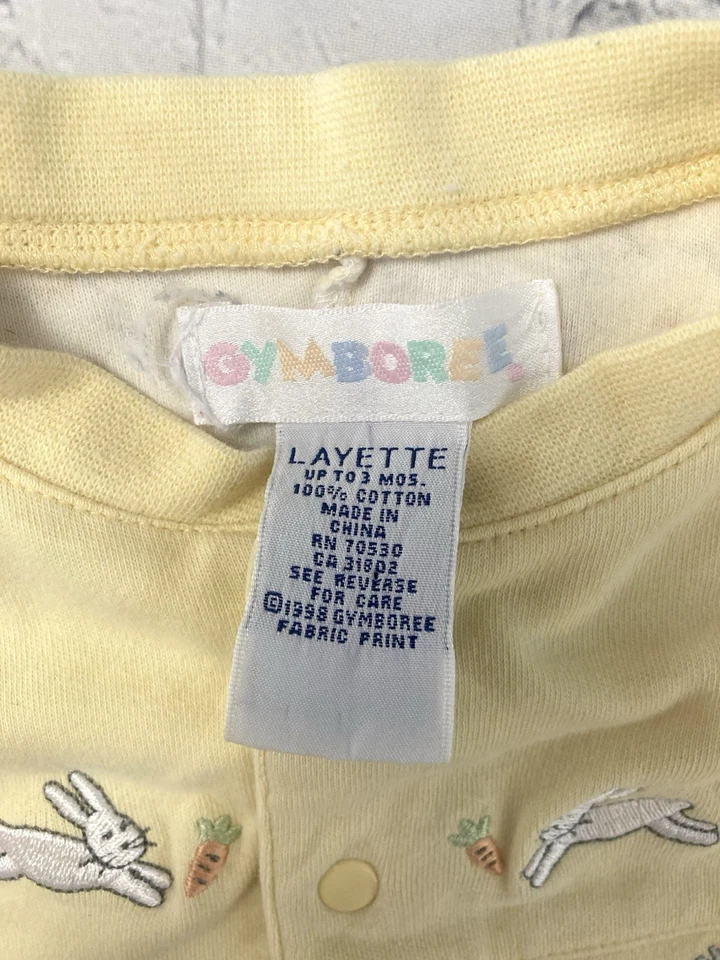 GYMBOREE
LAYETTE
UP TO 3 MOS.
100% COTTON
MADE IN
CHINA
RN 70530
CA 31802
SEE REVERSE
FOR CARE
©1998 GYMBOREE
FABRIC PRINT